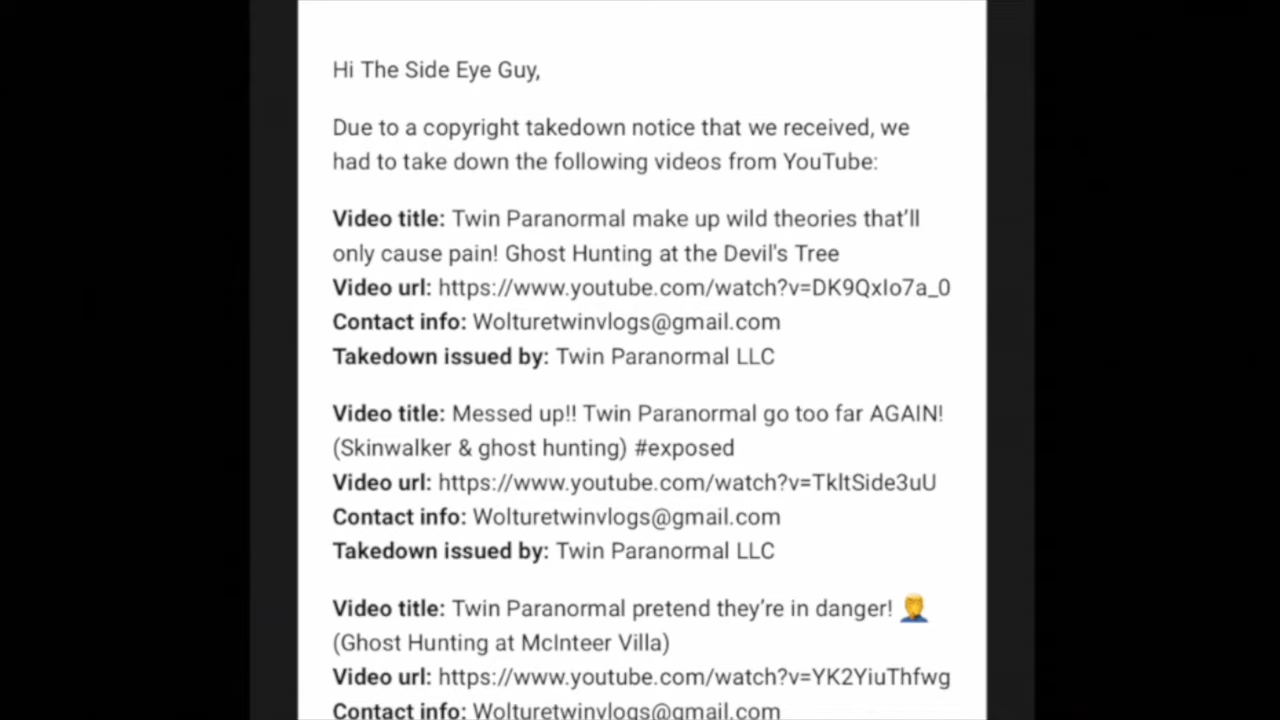 Hi The Side Eye Guy,
Due to a copyright takedown notice that we received, we
had to take down the following videos from YouTube:
Video title: Twin Paranormal make up wild theories that’ll
only cause pain! Ghost Hunting at the Devil's Tree
Video url: https://www.youtube.com/watch?v=DK9QxIo7a_0
Contact info: Wolturetwinvlogs@gmail.com
Takedown issued by: Twin Paranormal LLC
Video title: Messed up!! Twin Paranormal go too far AGAIN!
(Skinwalker & ghost hunting) #exposed
Video url: https://www.youtube.com/watch?v=TkltSide3uU
Contact info: Wolturetwinvlogs@gmail.com
Takedown issued by: Twin Paranormal LLC
Video title: Twin Paranormal pretend they’re in danger! 🤦‍♂️
(Ghost Hunting at McInteer Villa)
Video url: https://www.youtube.com/watch?v=YK2YiuThfwg
Contact info: Wolturetwinvlogs@gmail.com